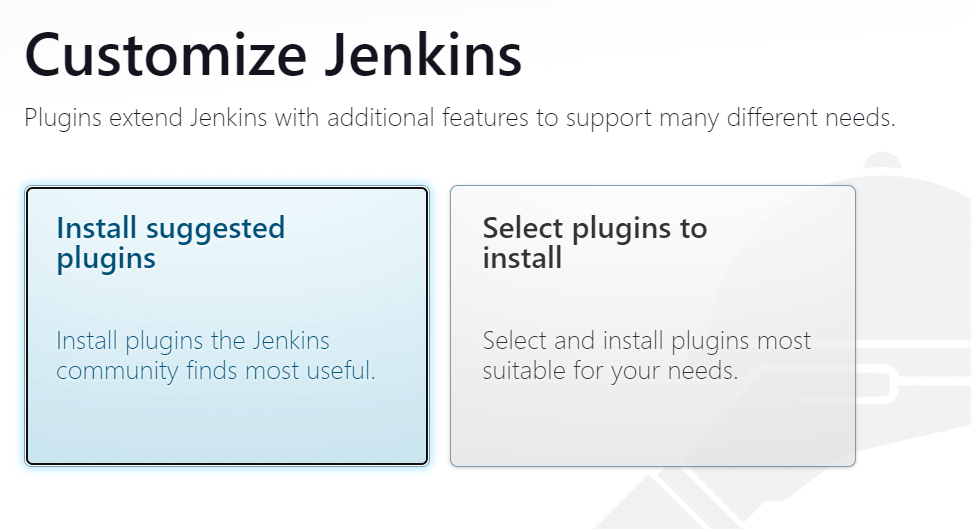 Customize Jenkins
Plugins extend Jenkins with additional features to support many different needs.
Install suggested
plugins
Install plugins the Jenkins
community finds most useful.
Select plugins to
install
Select and install plugins most
suitable for your needs.